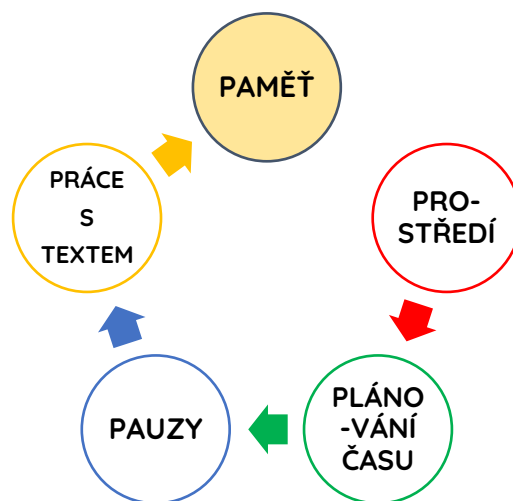 PAMĚŤ
PRÁCE
S
TEXTEM
PRO-
STŘEDÍ
PAUZY
PLÁNO
-VÁNÍ
ČASU